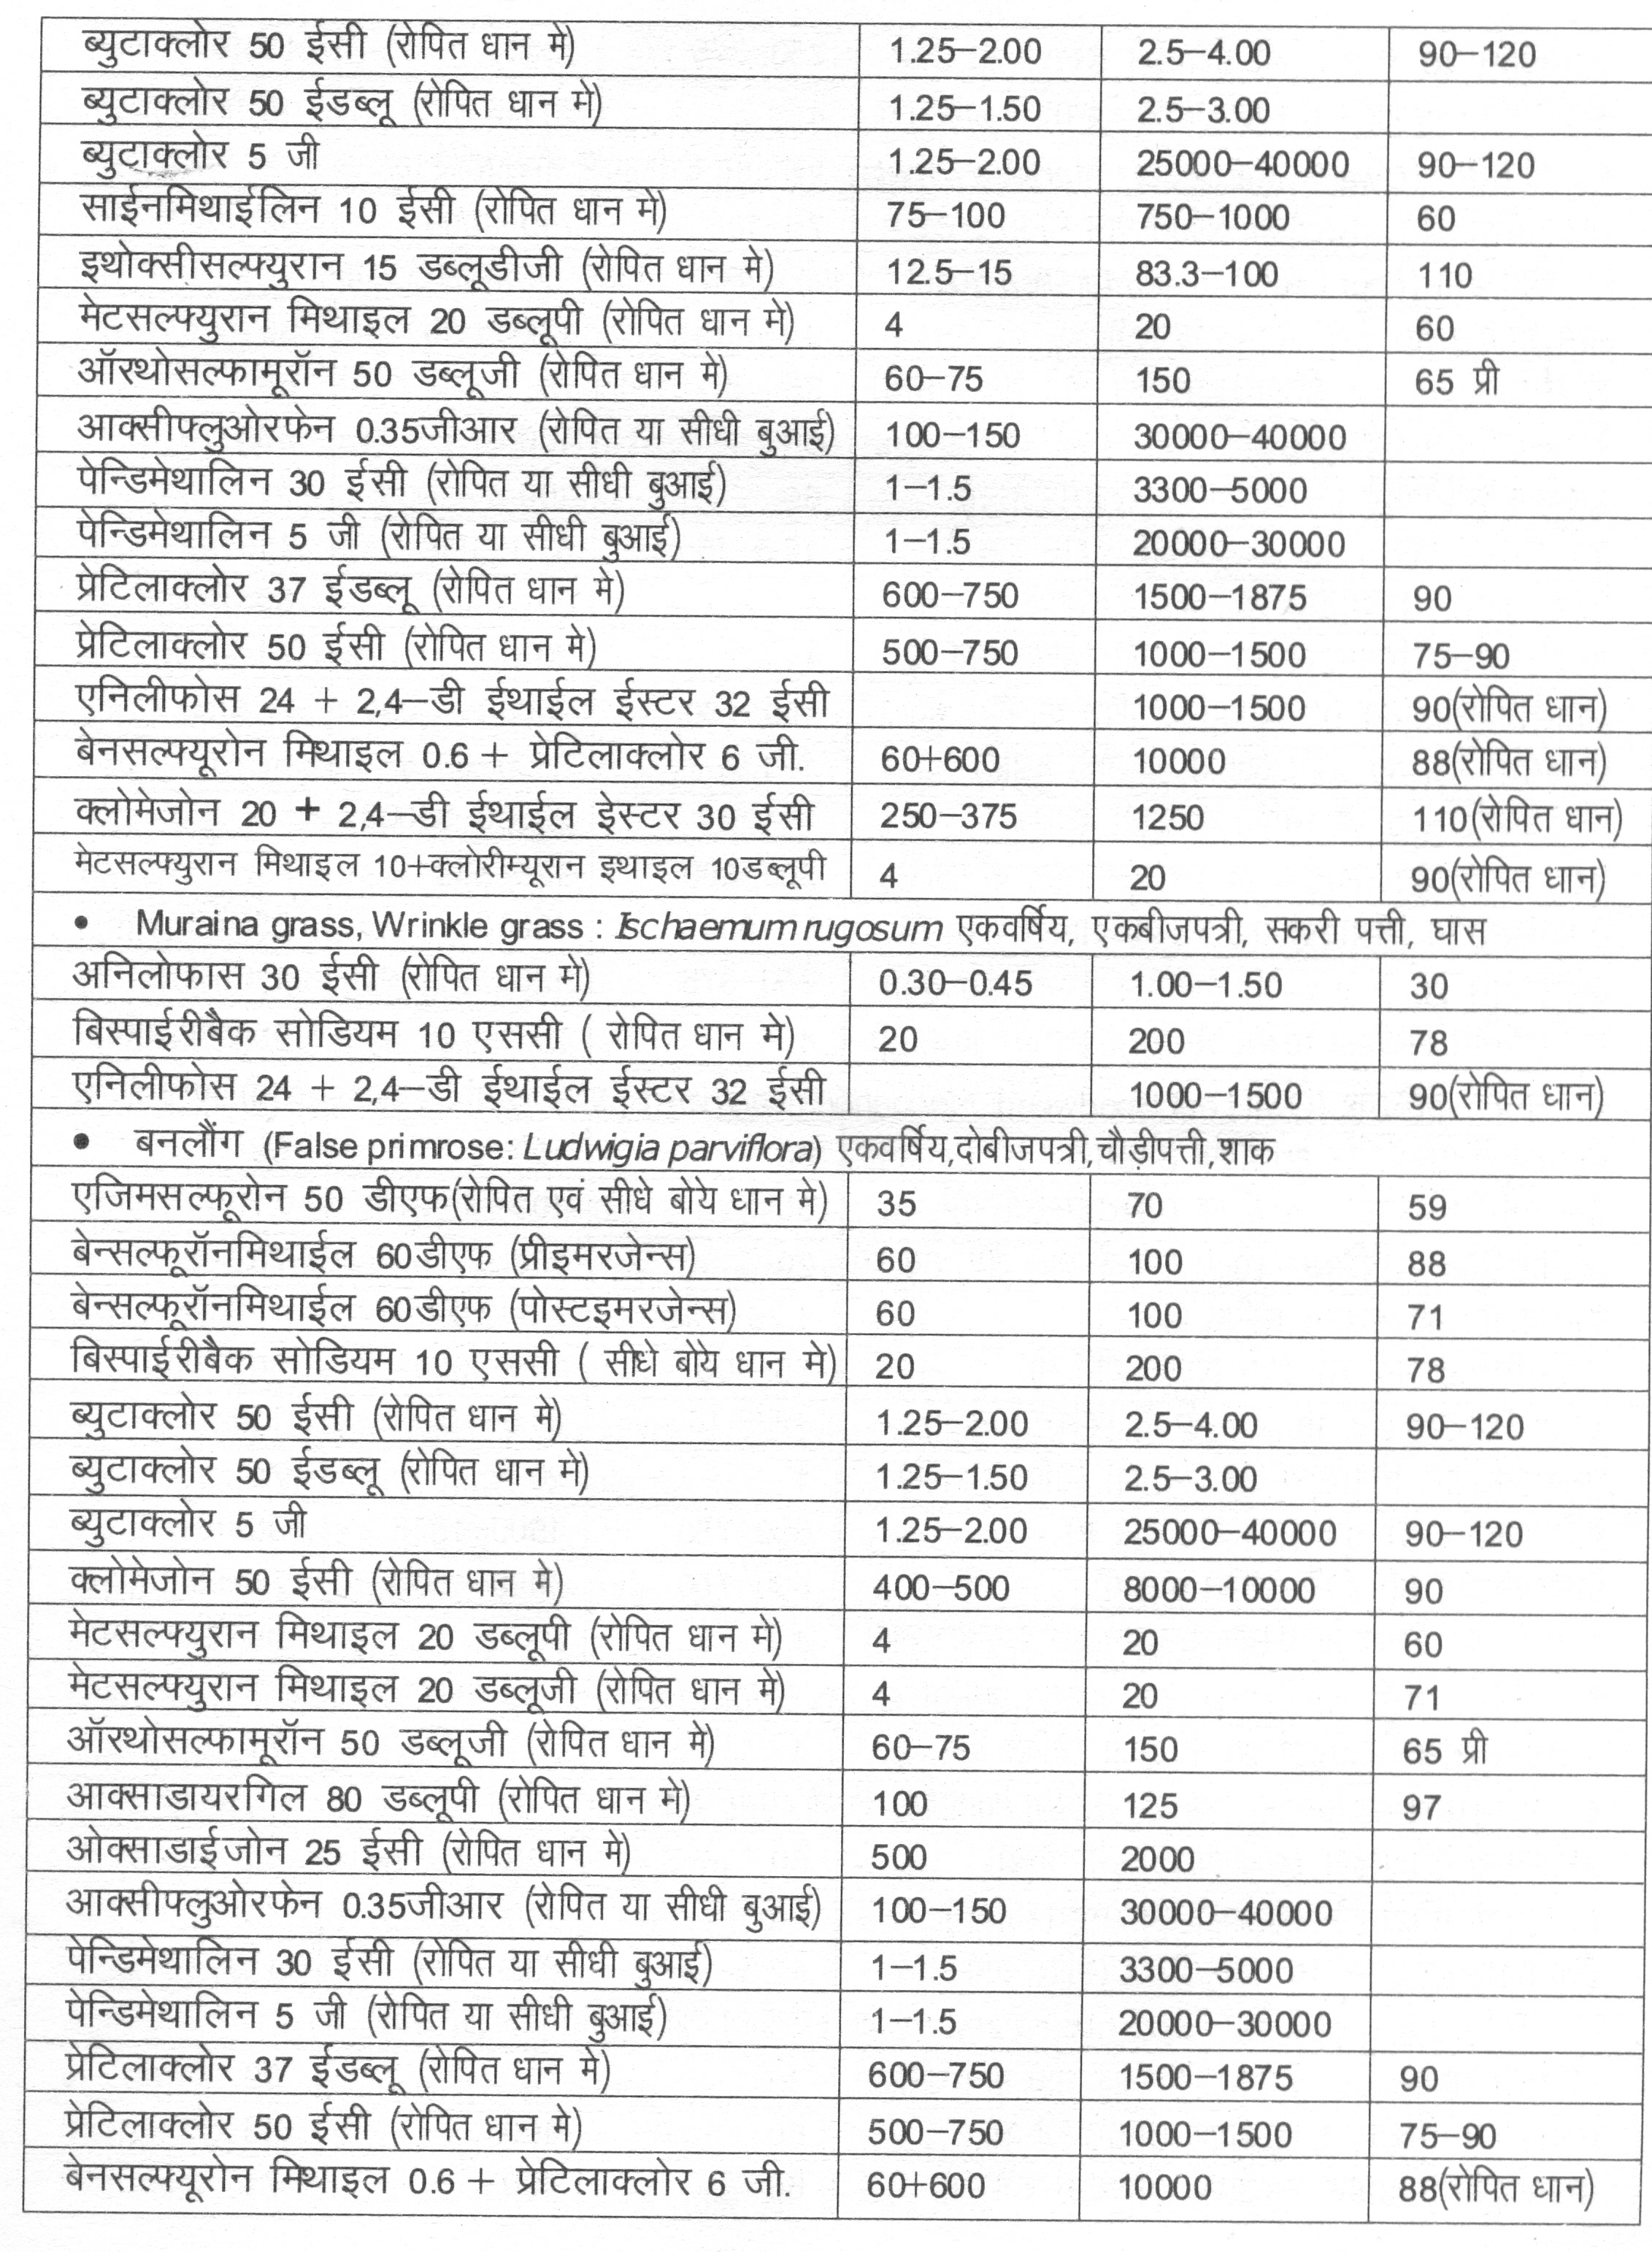 ब्युटाक्लोर 50 ईसी (रोपित धान मे) 1.25–2.00 2.5–4.00 90–120
ब्युटाक्लोर 50 ईडब्लू (रोपित धान मे) 1.25–1.50 2.5–3.00
ब्युटाक्लोर 5 जी 1.25–2.00 25000–40000 90–120
साईनमिथाईलिन 10 ईसी (रोपित धान मे) 75–100 750–1000 60
इथोक्सीसल्फ्युरान 15 डब्लूडीजी (रोपित धान मे) 12.5–15 83.3–100 110
मेटसल्फ्युरान मिथाइल 20 डब्लूपी (रोपित धान मे) 4 20 60
ऑरथोसल्फामूरॉन 50 डब्लूजी (रोपित धान मे) 60–75 150 65 प्री
आक्सीफ्लुओरफेन 0.35जीआर (रोपित या सीधी बुआई) 100–150 30000–40000
पेन्डिमेथालिन 30 ईसी (रोपित या सीधी बुआई) 1–1.5 3300–5000
पेन्डिमेथालिन 5 जी (रोपित या सीधी बुआई) 1–1.5 20000–30000
प्रेटिलाक्लोर 37 ईडब्लू (रोपित धान मे) 600–750 1500–1875 90
प्रेटिलाक्लोर 50 ईसी (रोपित धान मे) 500–750 1000–1500 75–90
एनिलीफोस 24 + 2,4–डी ईथाईल ईस्टर 32 ईसी 1000–1500 90(रोपित धान)
बेनसल्फ्यूरोन मिथाइल 0.6 + प्रेटिलाक्लोर 6 जी. 60+600 10000 88(रोपित धान)
क्लोमेजोन 20 + 2,4–डी ईथाईल ईस्टर 30 ईसी 250–375 1250 110(रोपित धान)
मेटसल्फ्युरान मिथाइल 10+क्लोरीम्यूरान इथाइल 10डब्लूपी 4 20 90(रोपित धान)
• Muraina grass, Wrinkle grass : Ischaemum rugosum एकवर्षिय, एकबीजपत्री, सकरी पत्ती, घास
अनिलोफास 30 ईसी (रोपित धान मे) 0.30–0.45 1.00–1.50 30
बिस्पाईरीबैक सोडियम 10 एससी ( रोपित धान मे) 20 200 78
एनिलीफोस 24 + 2,4–डी ईथाईल ईस्टर 32 ईसी 1000–1500 90(रोपित धान)
• बनलौंग (False primrose: Ludwigia parviflora) एकवर्षिय,दोबीजपत्री,चौड़ीपत्ती,शाक
एजिमसल्फूरोन 50 डीएफ(रोपित एवं सीधे बोये धान मे) 35 70 59
बेन्सल्फूरॉनमिथाईल 60डीएफ (प्रीइमरजेन्स) 60 100 88
बेन्सल्फूरॉनमिथाईल 60डीएफ (पोस्टइमरजेन्स) 60 100 71
बिस्पाईरीबैक सोडियम 10 एससी ( सीधे बोये धान मे) 20 200 78
ब्युटाक्लोर 50 ईसी (रोपित धान मे) 1.25–2.00 2.5–4.00 90–120
ब्युटाक्लोर 50 ईडब्लू (रोपित धान मे) 1.25–1.50 2.5–3.00
ब्युटाक्लोर 5 जी 1.25–2.00 25000–40000 90–120
क्लोमेजोन 50 ईसी (रोपित धान मे) 400–500 8000–10000 90
मेटसल्फ्युरान मिथाइल 20 डब्लूपी (रोपित धान मे) 4 20 60
मेटसल्फ्युरान मिथाइल 20 डब्लूजी (रोपित धान मे) 4 20 71
ऑरथोसल्फामूरॉन 50 डब्लूजी (रोपित धान मे) 60–75 150 65 प्री
आक्साडायरगिल 80 डब्लूपी (रोपित धान मे) 100 125 97
ओक्साडाईजोन 25 ईसी (रोपित धान मे) 500 2000
आक्सीफ्लुओरफेन 0.35जीआर (रोपित या सीधी बुआई) 100–150 30000–40000
पेन्डिमेथालिन 30 ईसी (रोपित या सीधी बुआई) 1–1.5 3300–5000
पेन्डिमेथालिन 5 जी (रोपित या सीधी बुआई) 1–1.5 20000–30000
प्रेटिलाक्लोर 37 ईडब्लू (रोपित धान मे) 600–750 1500–1875 90
प्रेटिलाक्लोर 50 ईसी (रोपित धान मे) 500–750 1000–1500 75–90
बेनसल्फ्यूरोन मिथाइल 0.6 + प्रेटिलाक्लोर 6 जी. 60+600 10000 88(रोपित धान)